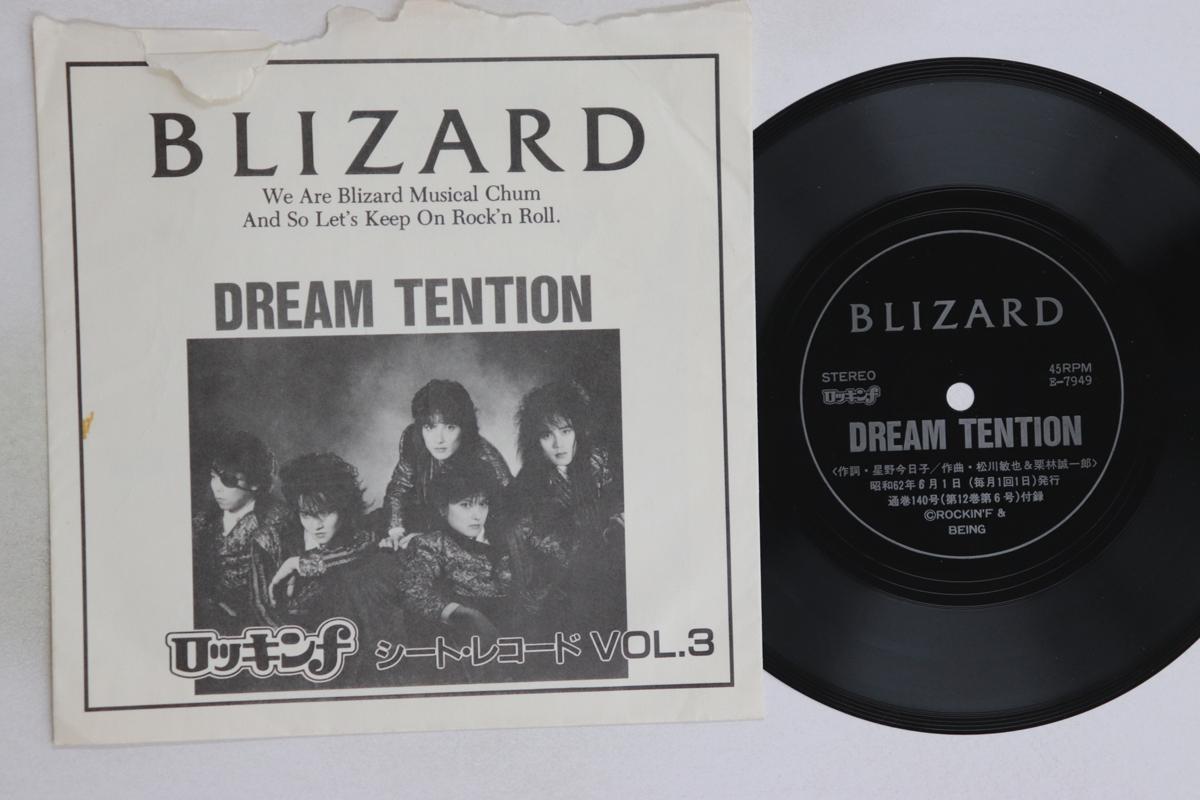 BLIZARD
We Are Blizard Musical Chum
And So Let's Keep On Rock'n Roll.
DREAM TENTION
ロッキンf シート・レコード VOL.3
BLIZARD
STEREO
45RPM
ロッキンf
E-7949
DREAM TENTION
〈作詞・星野今日子／作曲・松川敏也&栗林誠一郎〉
昭和62年6月1日(毎月1回1日)発行
通巻140号(第12巻第6号)付録
©ROCKIN'F &
BEING